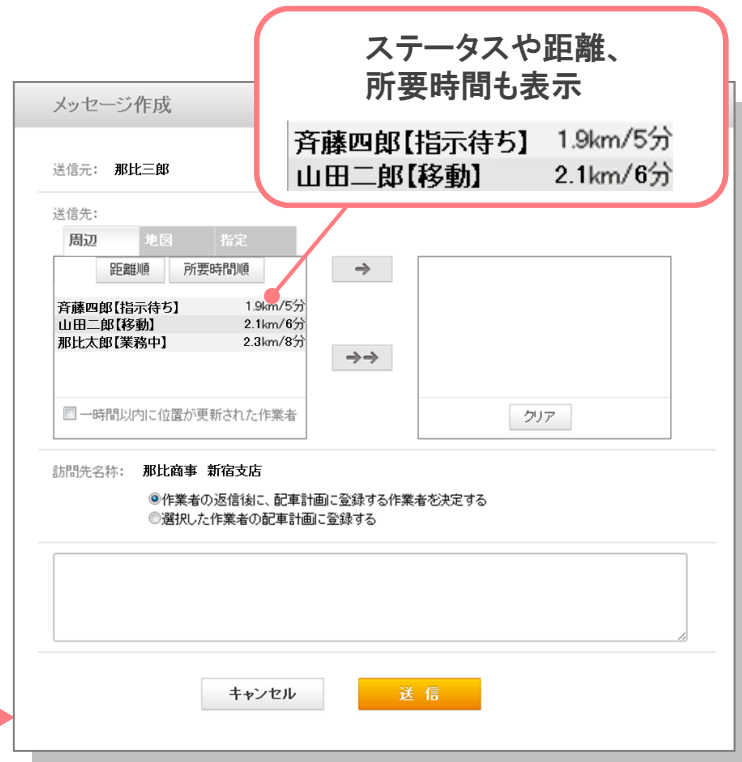 ステータスや距離、
所要時間も表示
斉藤四郎【指示待ち】 1.9km/5分
山田二郎【移動】 2.1km/6分
メッセージ作成
送信元： 那比三郎
送信先：
周辺 地図 指定
距離順 所要時間順
斉藤四郎【指示待ち】 1.9km/5分
山田二郎【移動】 2.1km/6分
那比太郎【業務中】 2.3km/8分
一時間以内に位置が更新された作業者
クリア
訪問先名称： 那比商事 新宿支店
作業者の返信後に、配車計画に登録する作業者を決定する
選択した作業者の配車計画に登録する
キャンセル 送 信